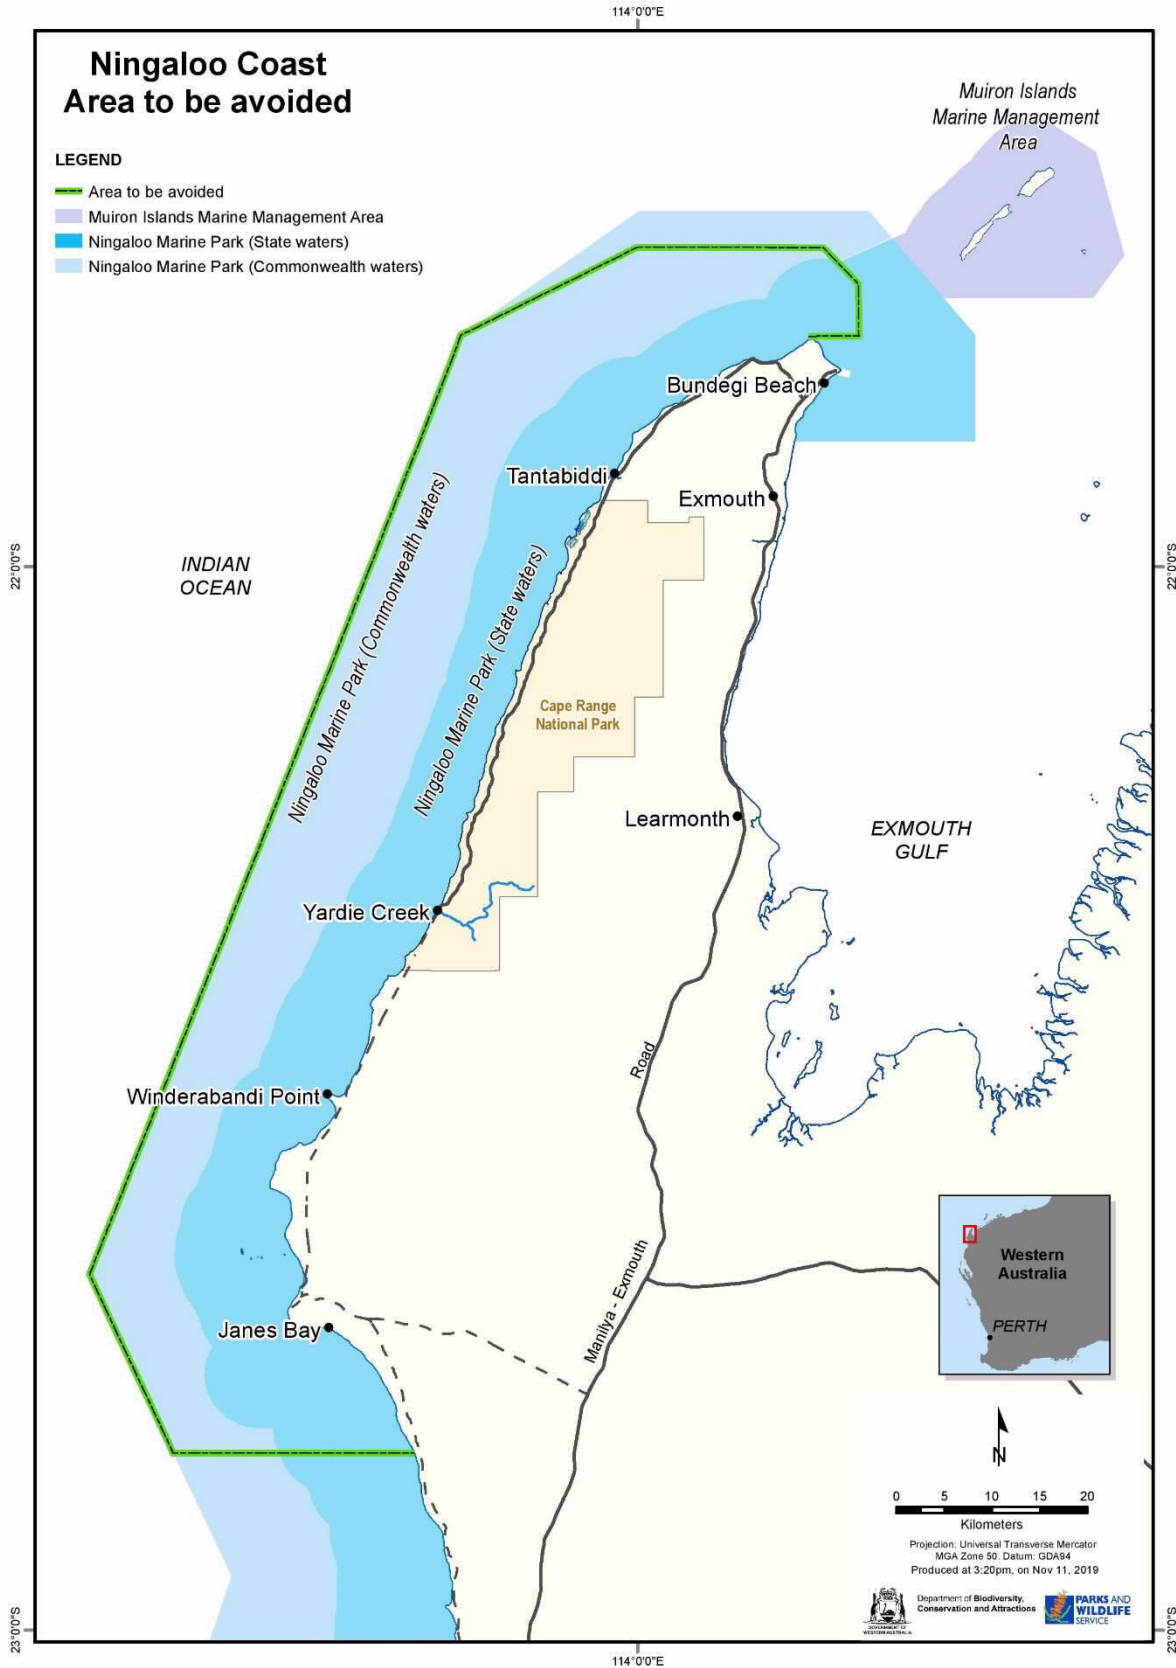 114°0'0"E
Ningaloo Coast
Area to be avoided
LEGEND
Area to be avoided
Muiron Islands Marine Management Area
Ningaloo Marine Park (State waters)
Ningaloo Marine Park (Commonwealth waters)
Muiron Islands
Marine Management
Area
Bundegi Beach
Tantabiddi
Exmouth
Ningaloo Marine Park (Commonwealth waters)
Ningaloo Marine Park (State waters)
INDIAN
OCEAN
22°0'0"S
22°0'0"S
Cape Range
National Park
Learmonth
EXMOUTH
GULF
Yardie Creek
Road
Winderabandi Point
Manilya - Exmouth
Janes Bay
Western
Australia
PERTH
N
0 5 10 15 20
Kilometers
Projection: Universal Transverse Mercator
MGA Zone 50. Datum: GDA94
Produced at 3:20pm, on Nov 11, 2019
GOVERNMENT OF
WESTERN AUSTRALIA
Department of Biodiversity,
Conservation and Attractions
PARKS AND
WILDLIFE
SERVICE
23°0'0"S
23°0'0"S
114°0'0"E